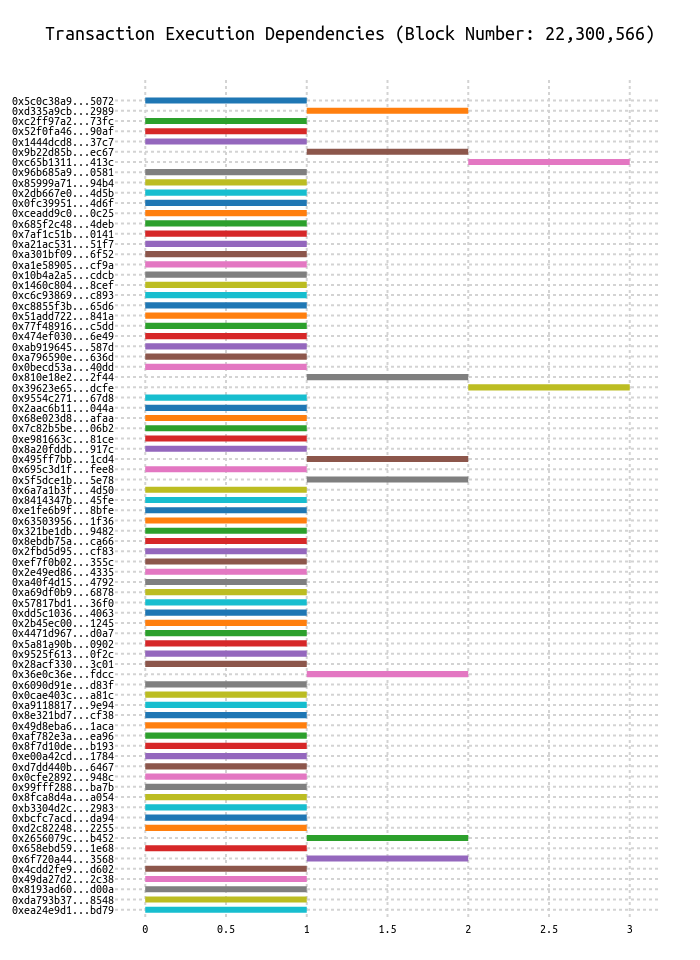 Transaction Execution Dependencies (Block Number: 22,300,566)
0x5c0c38a9...5072
0xd335a9cb...2989
0xc2ff97a2...73fc
0x52f0fa46...90af
0x1444dcd8...37c7
0x9b22d85b...ec67
0xc65b1311...413c
0x96b685a9...0581
0x85999a71...94b4
0x2db667e0...4d5b
0x0fc39951...4d6f
0xceadd9c0...0c25
0x685f2c48...4deb
0x7af1c51b...0141
0xa21ac531...51f7
0xa301bf09...6f52
0xa1e58905...cf9a
0x10b4a2a5...cdcb
0x1460c804...8cef
0xc6c93869...c893
0xc8855f3b...65d6
0x51add722...841a
0x77f48916...c5dd
0x474ef030...6e49
0xab919645...587d
0xa796590e...636d
0x0becd53a...40dd
0x810e18e2...2f44
0x39623e65...dcfe
0x9554c271...67d8
0x2aac6b11...044a
0x68e023d8...afaa
0x7c82b5be...06b2
0xe981663c...81ce
0x8a20fddb...917c
0x495ff7bb...1cd4
0x695c3d1f...fee8
0x5f5dce1b...5e78
0x6a7a1b3f...4d50
0x8414347b...45fe
0xe1fe6b9f...8bfe
0x63503956...1f36
0x321be1db...9482
0x8ebdb75a...ca66
0x2fbd5d95...cf83
0xef7f0b02...355c
0x2e49ed86...4335
0xa40f4d15...4792
0xa69df0b9...6878
0x57817bd1...36f0
0xdd5c1036...4063
0x2b45ec00...1245
0x4471d967...d0a7
0x5a81a90b...0902
0x9525f613...0f2c
0x28acf330...3c01
0x36e0c36e...fdcc
0x6090d91e...d83f
0x0cae403c...a81c
0xa9118817...9e94
0x8e321bd7...cf38
0x49d8eba6...1aca
0xaf782e3a...ea96
0x8f7d10de...b193
0xe00a42cd...1784
0xd7dd440b...6467
0x0cfe2892...948c
0x99fff288...ba7b
0x8fca8d4a...a054
0xb3304d2c...2983
0xbcfc7acd...da94
0xd2c82248...2255
0x2656079c...b452
0x658ebd59...1e68
0x6f720a44...3568
0x4cdd2fe9...d602
0x49da27d2...2c38
0x8193ad60...d00a
0xda793b37...8548
0xea24e9d1...bd79
0 0.5 1 1.5 2 2.5 3